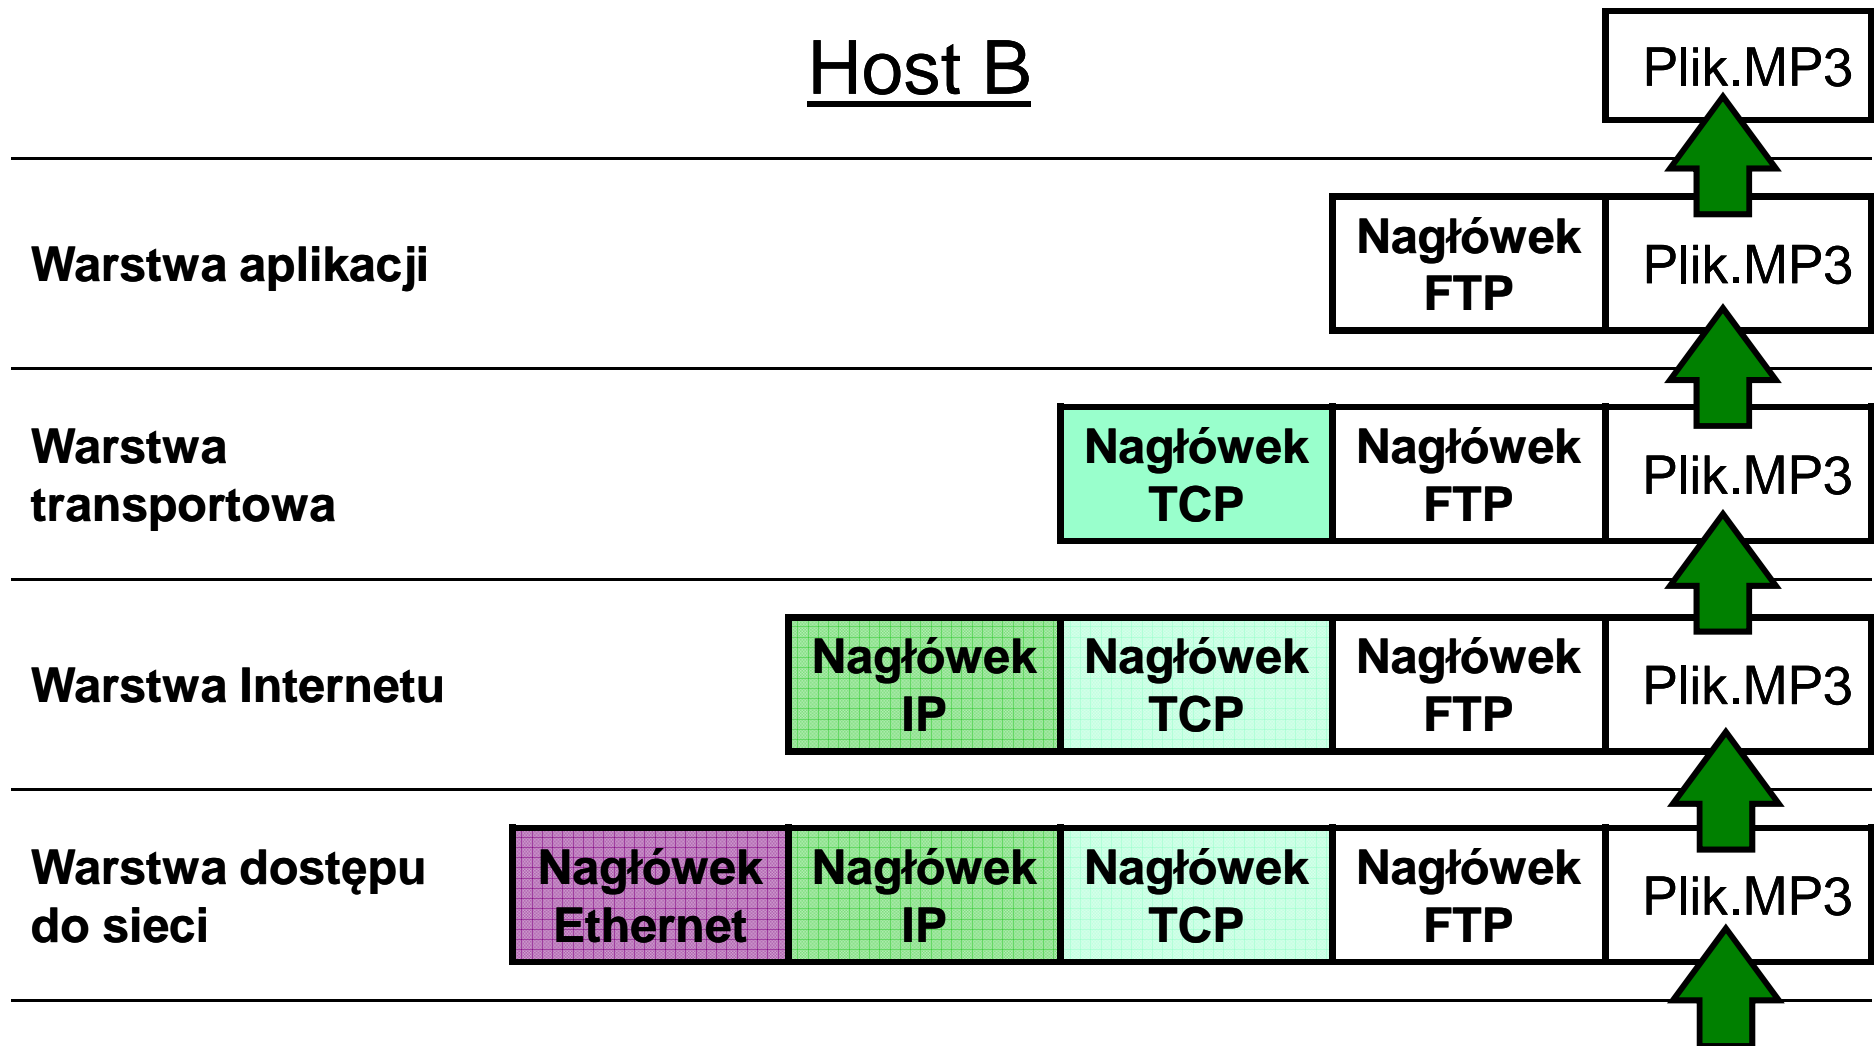 Host B
Plik.MP3
Warstwa aplikacji
Nagłówek
FTP
Plik.MP3
Warstwa
transportowa
Nagłówek
TCP
Nagłówek
FTP
Plik.MP3
Warstwa Internetu
Nagłówek
IP
Nagłówek
TCP
Nagłówek
FTP
Plik.MP3
Warstwa dostępu
do sieci
Nagłówek
Ethernet
Nagłówek
IP
Nagłówek
TCP
Nagłówek
FTP
Plik.MP3